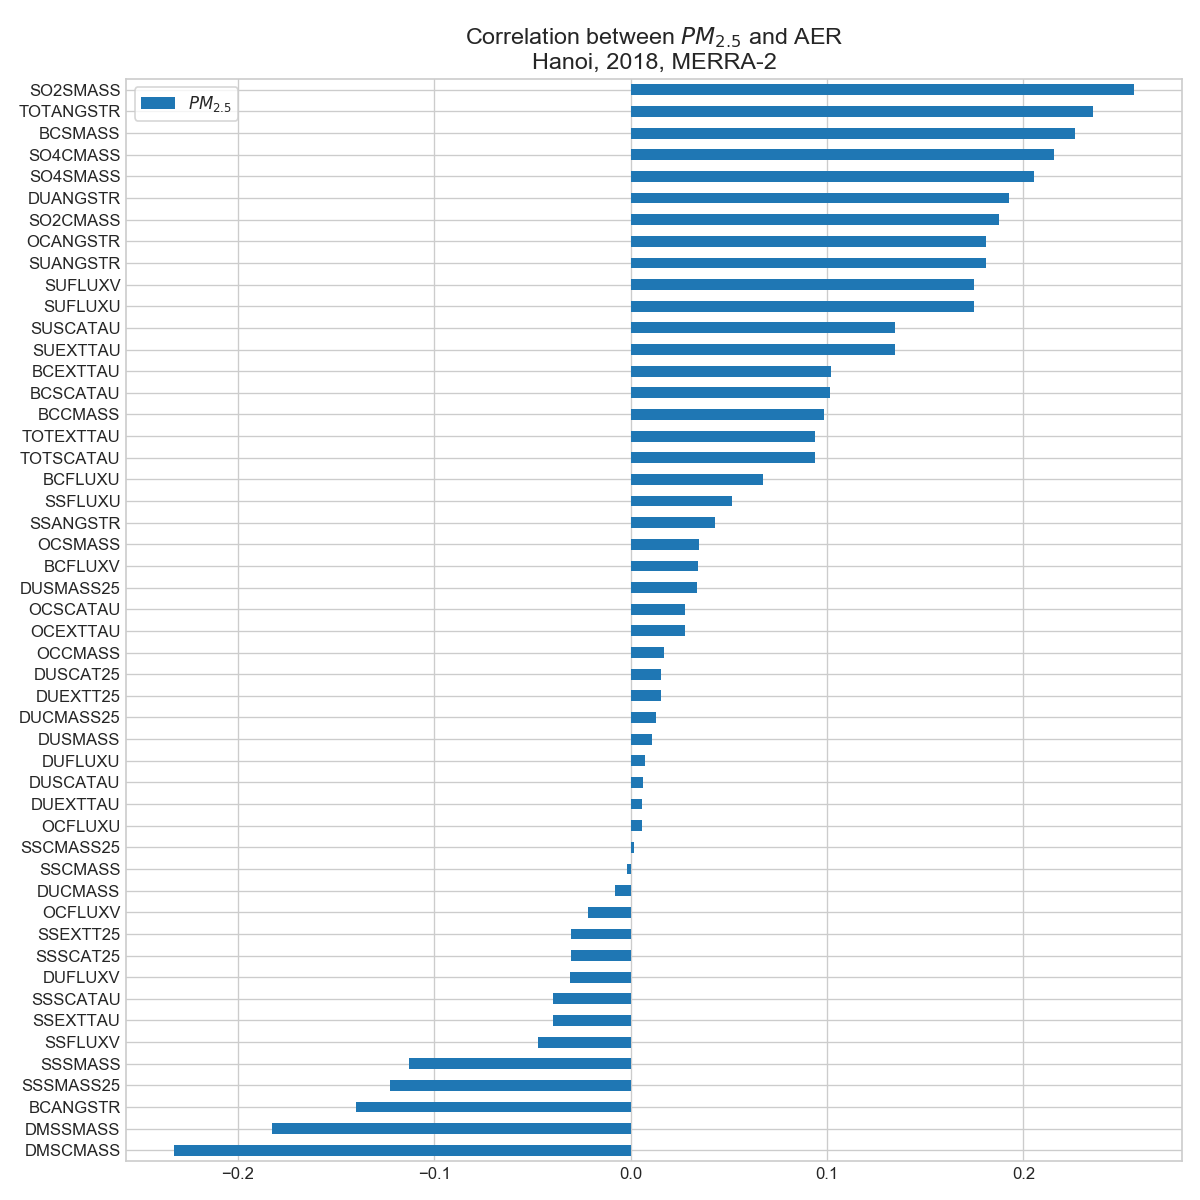 Correlation between PM2.5 and AER
Hanoi, 2018, MERRA-2
PM2.5
SO2SMASS
TOTANGSTR
BCSMASS
SO4CMASS
SO4SMASS
DUANGSTR
SO2CMASS
OCANGSTR
SUANGSTR
SUFLUXV
SUFLUXU
SUSCATAU
SUEXTTAU
BCEXTTAU
BCSCATAU
BCCMASS
TOTEXTTAU
TOTSCATAU
BCFLUXU
SSFLUXU
SSANGSTR
OCSMASS
BCFLUXV
DUSMASS25
OCSCATAU
OCEXTTAU
OCCMASS
DUSCAT25
DUEXTT25
DUCMASS25
DUSMASS
DUFLUXU
DUSCATAU
DUEXTTAU
OCFLUXU
SSCMASS25
SSCMASS
DUCMASS
OCFLUXV
SSEXTT25
SSSCAT25
DUFLUXV
SSSCATAU
SSEXTTAU
SSFLUXV
SSSMASS
SSSMASS25
BCANGSTR
DMSSMASS
DMSCMASS
−0.2 −0.1 0.0 0.1 0.2